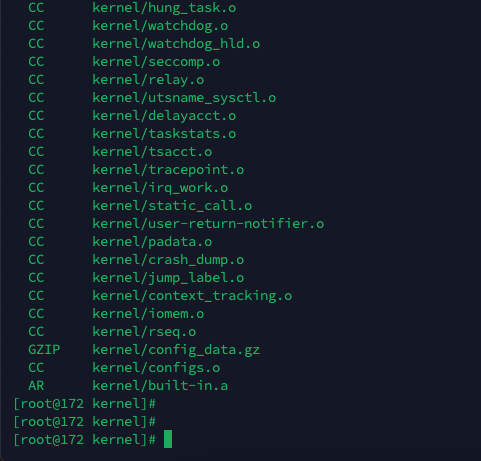 CC      kernel/hung_task.o
CC      kernel/watchdog.o
CC      kernel/watchdog_hld.o
CC      kernel/seccomp.o
CC      kernel/relay.o
CC      kernel/utsname_sysctl.o
CC      kernel/delayacct.o
CC      kernel/taskstats.o
CC      kernel/tsacct.o
CC      kernel/tracepoint.o
CC      kernel/irq_work.o
CC      kernel/static_call.o
CC      kernel/user-return-notifier.o
CC      kernel/padata.o
CC      kernel/crash_dump.o
CC      kernel/jump_label.o
CC      kernel/context_tracking.o
CC      kernel/iomem.o
CC      kernel/rseq.o
GZIP    kernel/config_data.gz
CC      kernel/configs.o
AR      kernel/built-in.a
[root@172 kernel]#
[root@172 kernel]#
[root@172 kernel]#